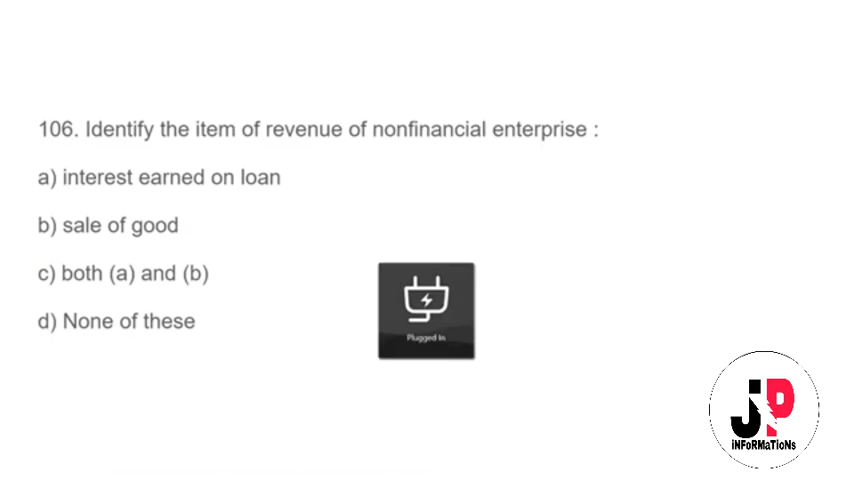 106. Identify the item of revenue of nonfinancial enterprise :
a) interest earned on loan
b) sale of good
c) both (a) and (b)
d) None of these
Plugged In
JP
iNFoRMaTioNs